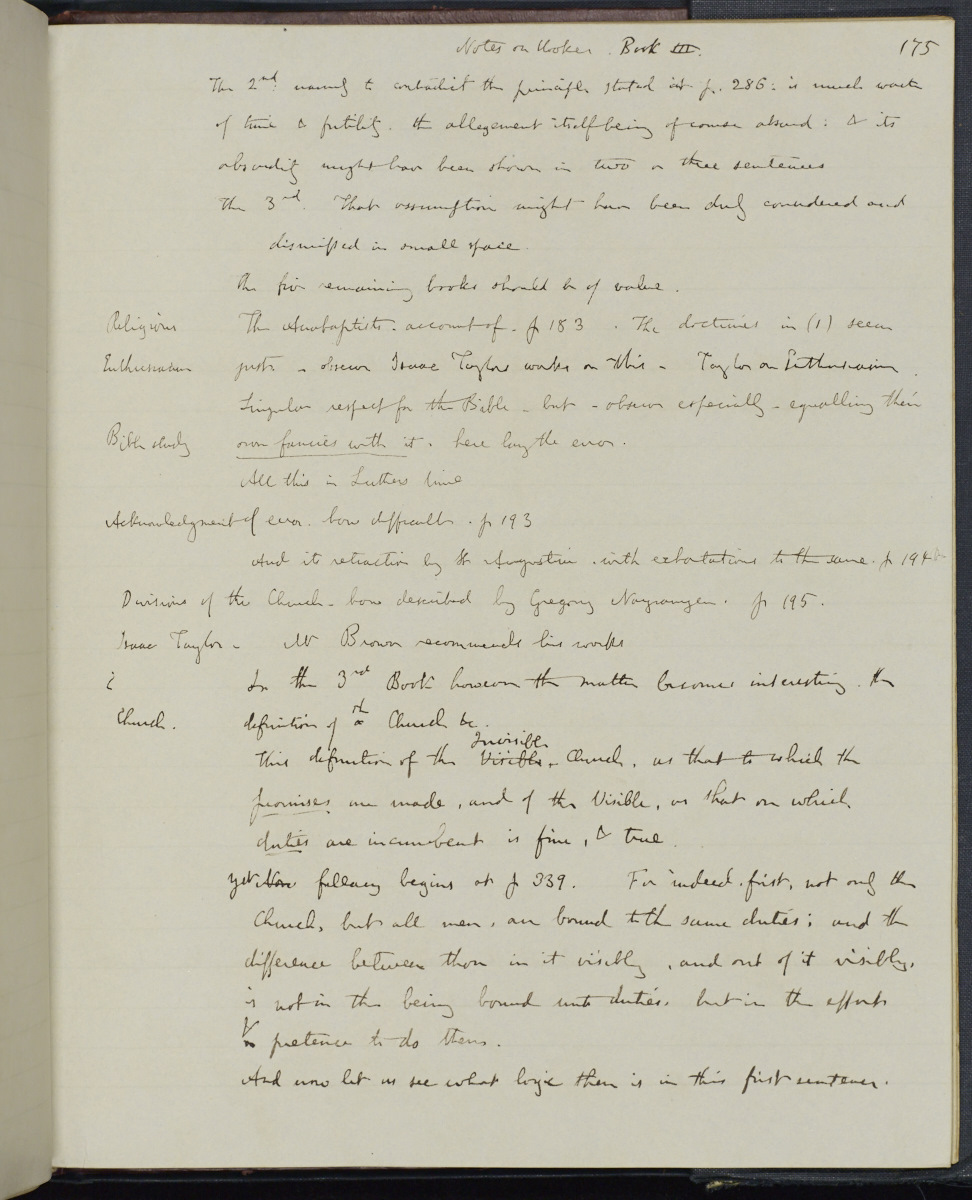 Notes on Hooker. Book III. 175
The 2nd. namely to contradict the principle stated at p. 286: is much waste
of time & futility. the allegement itself being of course absurd: & its
absurdity might have been shown in two or three sentences
The 3rd. That assumption might have been duly considered and
dismissed in small space.
The five remaining books should be of value.
Religious The Anabaptists. account of. p 183. The doctrines in (1) seem
Enthusiasm just - observe Isaac Taylors works on this - Taylor on Enthusiasm.
Singular respect for the Bible - but - observe especially - equalling their
Bible study own fancies with it. here lay the error.
All this in Luthers time
Acknowledgment of error. how difficult. p 193
And its retraction by St Augustin. with exhortations to the same. p 194
Divisions of the Church - how described by Gregory Nazianzen. p 195.
Isaac Taylor - Mr Brown recommends his works
In the 3rd Book however the matter becomes interesting. the
Church. definition of Church &c.
This definition of the Visible Invisible Church, as that to which the
promises are made, and of the Visible, as that on which
duties are incumbent is fine, & true.
yet Now fallacy begins at p 339. For indeed first, not only the
Church, but all men, are bound to the same duties; and the
difference between those in it visibly, and out of it visibly,
is not in the being bound unto duties, but in the efforts
& pretence to do them.
And now let us see what logic there is in this first sentence.